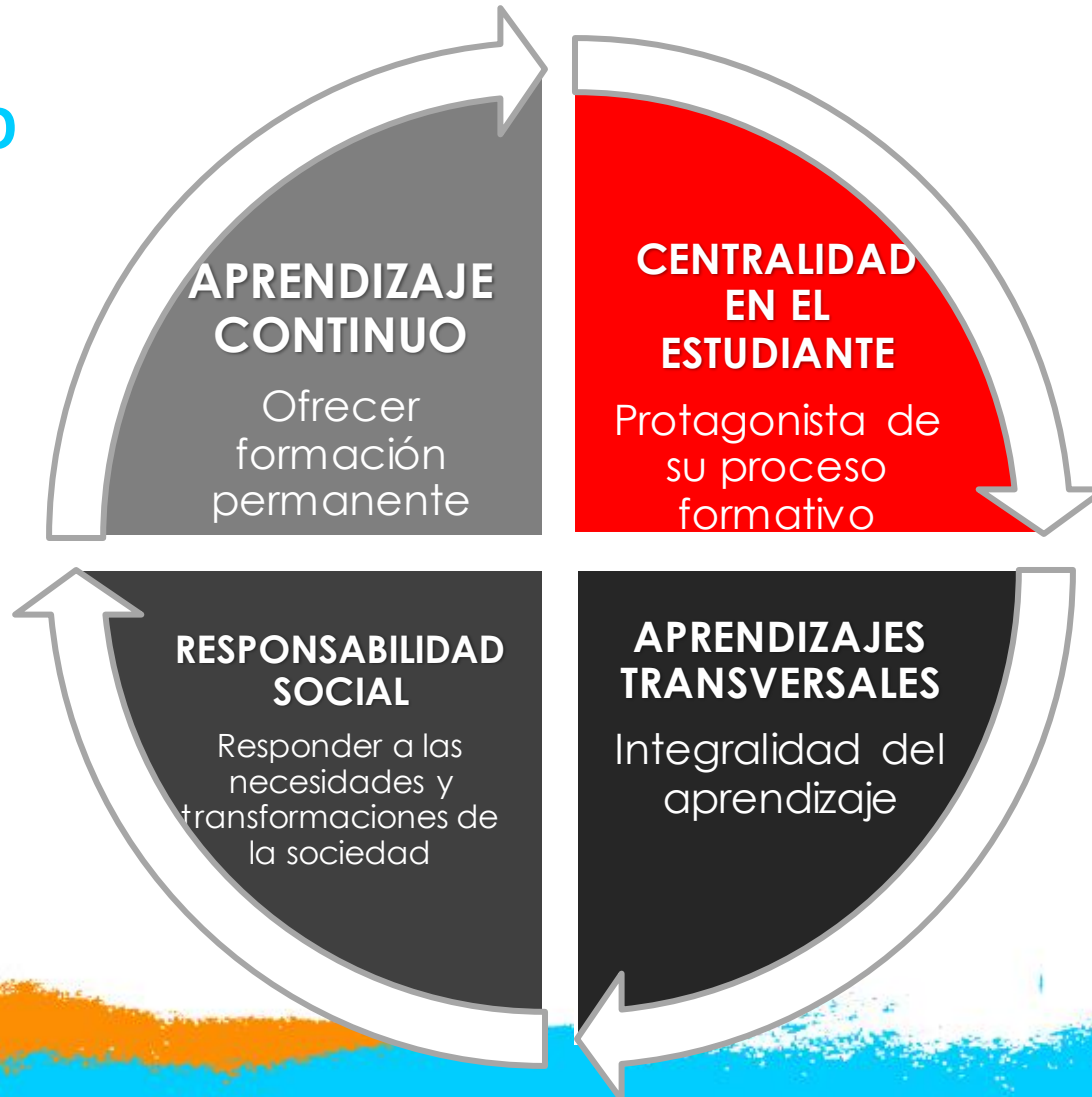 APRENDIZAJE
CONTINUO
Ofrecer
formación
permanente
CENTRALIDAD
EN EL
ESTUDIANTE
Protagonista de
su proceso
formativo
RESPONSABILIDAD
SOCIAL
Responder a las
necesidades y
transformaciones de
la sociedad
APRENDIZAJES
TRANSVERSALES
Integralidad del
aprendizaje